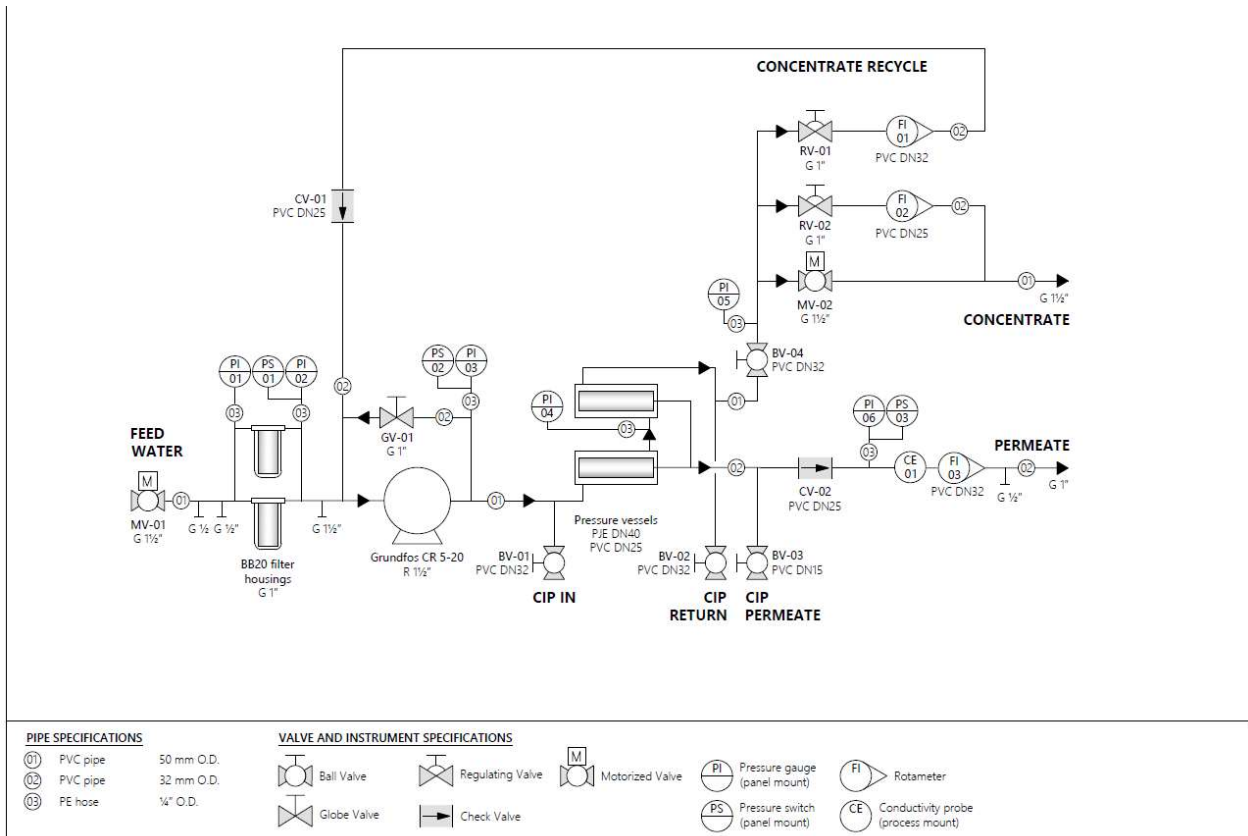 CONCENTRATE RECYCLE
RV-01
G 1"
FI
01
02
PVC DN32
CV-01
PVC DN25
RV-02
G 1"
FI
02
02
PVC DN25
M
MV-02
G 1½"
01
G 1½"
CONCENTRATE
PI
05
03
BV-04
PVC DN32
01
PI
01
PS
01
PI
02
03
03
02
PS
02
PI
03
03
02
GV-01
G 1"
PI
04
03
PI
06
PS
03
03
FEED
WATER
M
MV-01
G 1½"
01
G ½
G ½"
G 1½"
BB20 filter
housings
G 1"
Grundfos CR 5-20
R 1½"
01
Pressure vessels
PJE DN40
PVC DN25
02
CV-02
PVC DN25
CE
01
FI
03
PVC DN32
G ½"
02
PERMEATE
G 1"
BV-01
PVC DN32
CIP IN
BV-02
PVC DN32
CIP
RETURN
BV-03
PVC DN15
CIP
PERMEATE
PIPE SPECIFICATIONS
01 PVC pipe 50 mm O.D.
02 PVC pipe 32 mm O.D.
03 PE hose ¼" O.D.
VALVE AND INSTRUMENT SPECIFICATIONS
Ball Valve
Regulating Valve
M
Motorized Valve
PI
Pressure gauge
(panel mount)
FI
Rotameter
Globe Valve
Check Valve
PS
Pressure switch
(panel mount)
CE
Conductivity probe
(process mount)